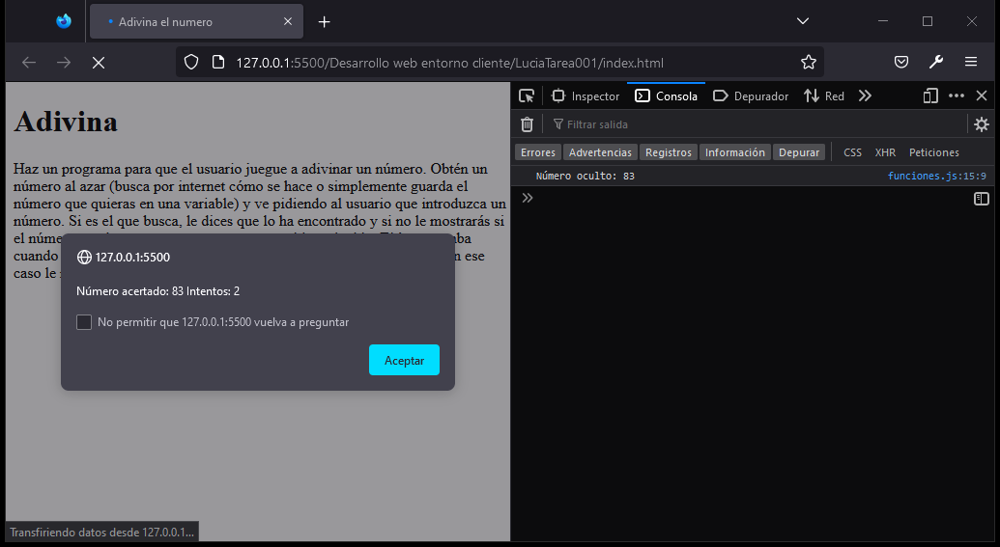 Adivina el numero
127.0.0.1:5500/Desarrollo web entorno cliente/LuciaTarea001/index.html
Adivina
Haz un programa para que el usuario juegue a adivinar un número. Obtén un
número al azar (busca por internet cómo se hace o simplemente guarda el
número que quieras en una variable) y ve pidiendo al usuario que introduzca un
número. Si es el que busca, le dices que lo ha encontrado y si no le mostrarás si
el
cuando
caso le
ese
127.0.0.1:5500
Número acertado: 83 Intentos: 2
No permitir que 127.0.0.1:5500 vuelva a preguntar
Aceptar
Transfiriendo datos desde 127.0.0.1...
Inspector Consola Depurador Red
Filtrar salida
Errores Advertencias Registros Información Depurar CSS XHR Peticiones
Número oculto: 83 funciones.js:15:9